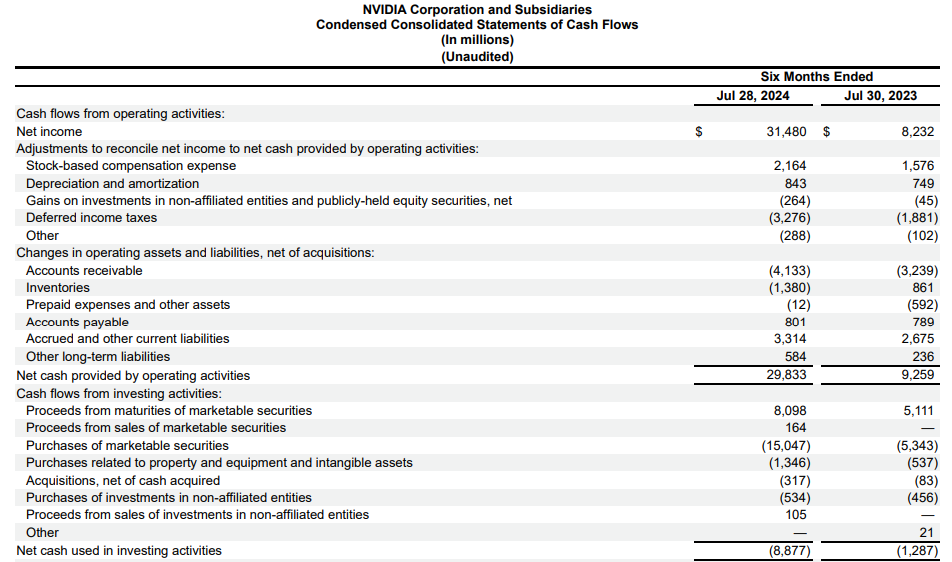 NVIDIA Corporation and Subsidiaries
Condensed Consolidated Statements of Cash Flows
(In millions)
(Unaudited)
Six Months Ended
Jul 28, 2024 Jul 30, 2023
Cash flows from operating activities:
Net income $ 31,480 $ 8,232
Adjustments to reconcile net income to net cash provided by operating activities:
Stock-based compensation expense 2,164 1,576
Depreciation and amortization 843 749
Gains on investments in non-affiliated entities and publicly-held equity securities, net (264) (45)
Deferred income taxes (3,276) (1,881)
Other (288) (102)
Changes in operating assets and liabilities, net of acquisitions:
Accounts receivable (4,133) (3,239)
Inventories (1,380) 861
Prepaid expenses and other assets (12) (592)
Accounts payable 801 789
Accrued and other current liabilities 3,314 2,675
Other long-term liabilities 584 236
Net cash provided by operating activities 29,833 9,259
Cash flows from investing activities:
Proceeds from maturities of marketable securities 8,098 5,111
Proceeds from sales of marketable securities 164 —
Purchases of marketable securities (15,047) (5,343)
Purchases related to property and equipment and intangible assets (1,346) (537)
Acquisitions, net of cash acquired (317) (83)
Purchases of investments in non-affiliated entities (534) (456)
Proceeds from sales of investments in non-affiliated entities 105 —
Other — 21
Net cash used in investing activities (8,877) (1,287)